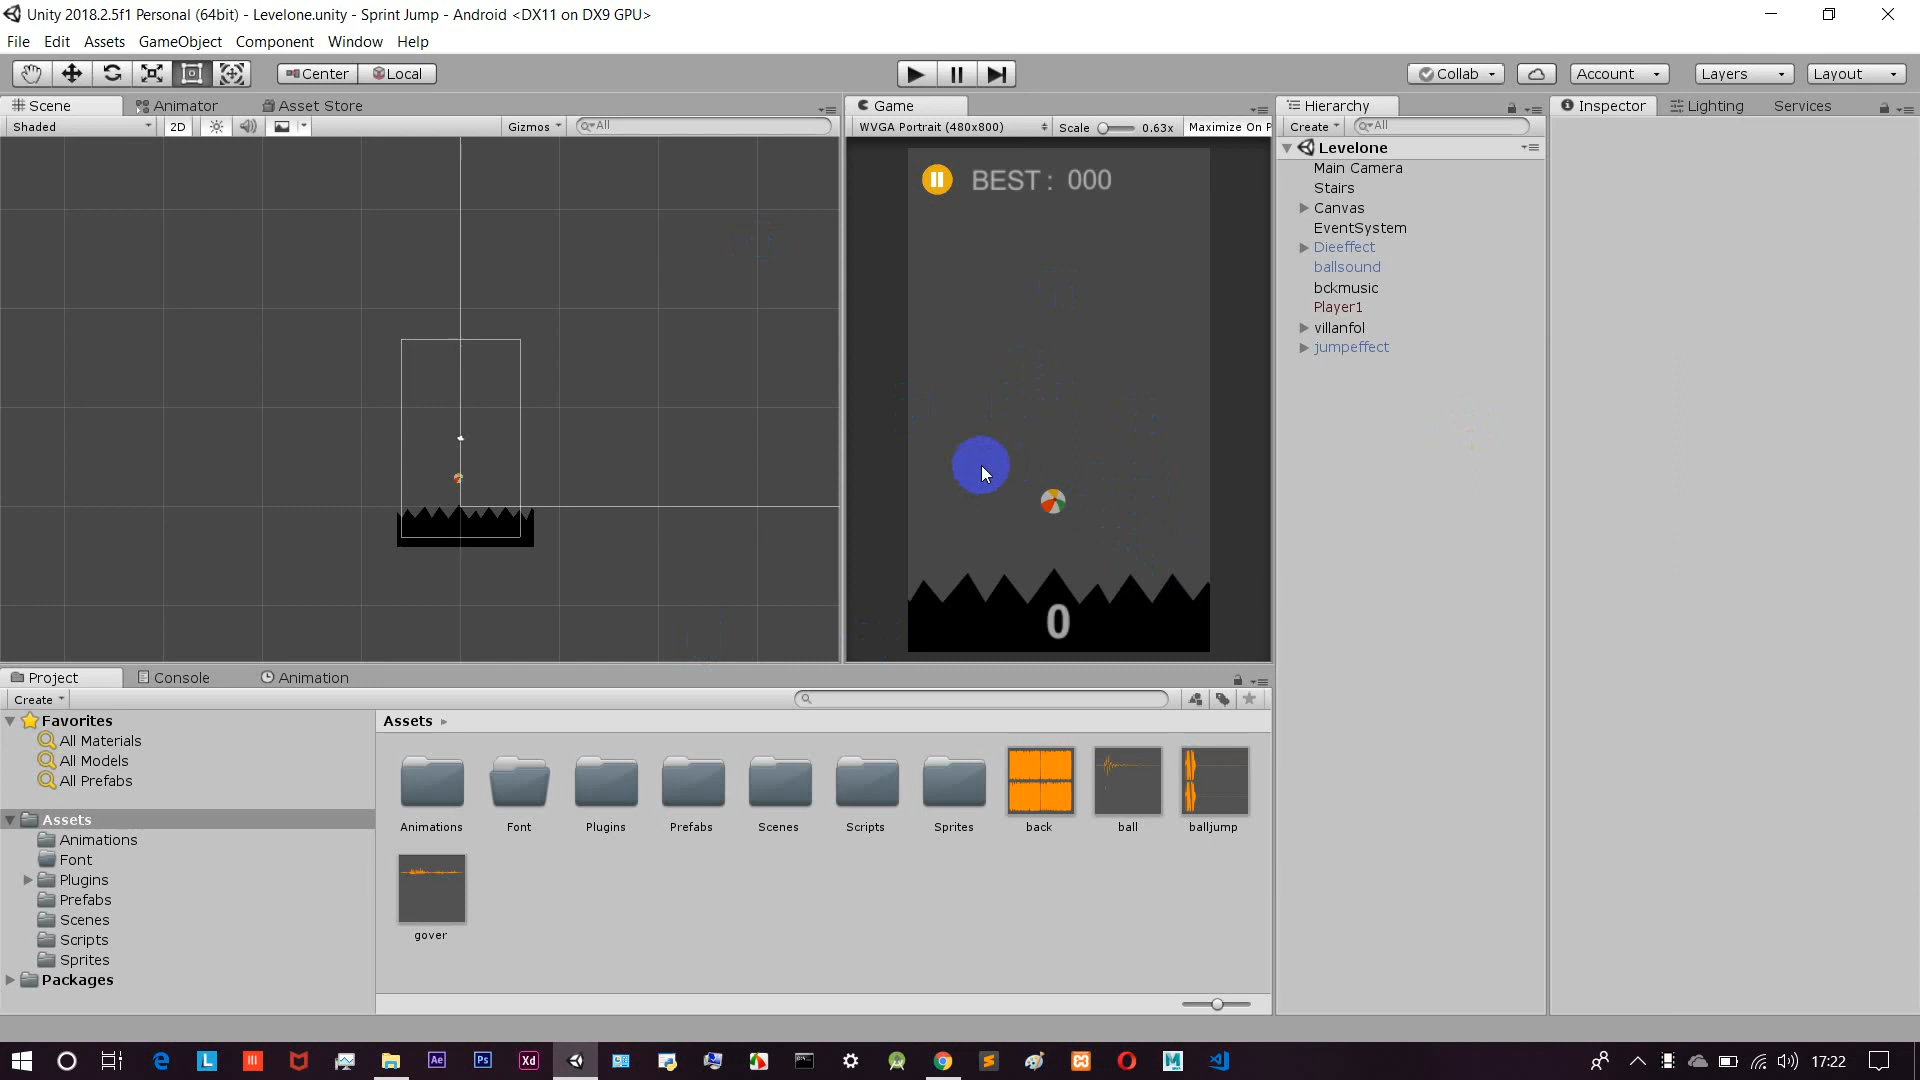 Unity 2018.2.5f1 Personal (64bit) - Levelone.unity - Sprint Jump - Android <DX11 on DX9 GPU>
File Edit Assets GameObject Component Window Help
Center Local Collab Account Layers Layout
Scene Animator Asset Store Game Hierarchy Inspector Lighting Services
Shaded 2D Gizmos All WVGA Portrait (480x800) Scale 0.63x Maximize On P Create All
Levelone
Main Camera
Stairs
Canvas
EventSystem
Dieeffect
ballsound
bckmusic
Player1
villanfol
jumpeffect
BEST : 000
0
Project Console Animation
Create
Favorites
All Materials
All Models
All Prefabs
Assets
Animations
Font
Plugins
Prefabs
Scenes
Scripts
Sprites
Packages
Assets
Animations Font Plugins Prefabs Scenes Scripts Sprites back ball balljump
gover
L Ae Ps Xd M 17:22